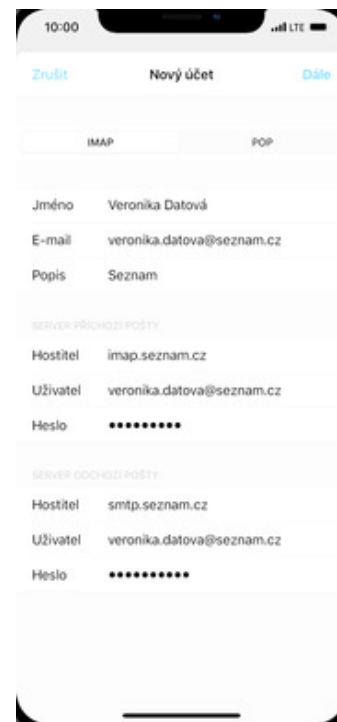 10:00 LTE
Zrušit Nový účet Dále
IMAP POP
Jméno Veronika Datová
E-mail veronika.datova@seznam.cz
Popis Seznam
SERVER PŘÍCHOZÍ POŠTY
Hostitel imap.seznam.cz
Uživatel veronika.datova@seznam.cz
Heslo •••••••••
SERVER ODCHOZÍ POŠTY
Hostitel smtp.seznam.cz
Uživatel veronika.datova@seznam.cz
Heslo ••••••••••